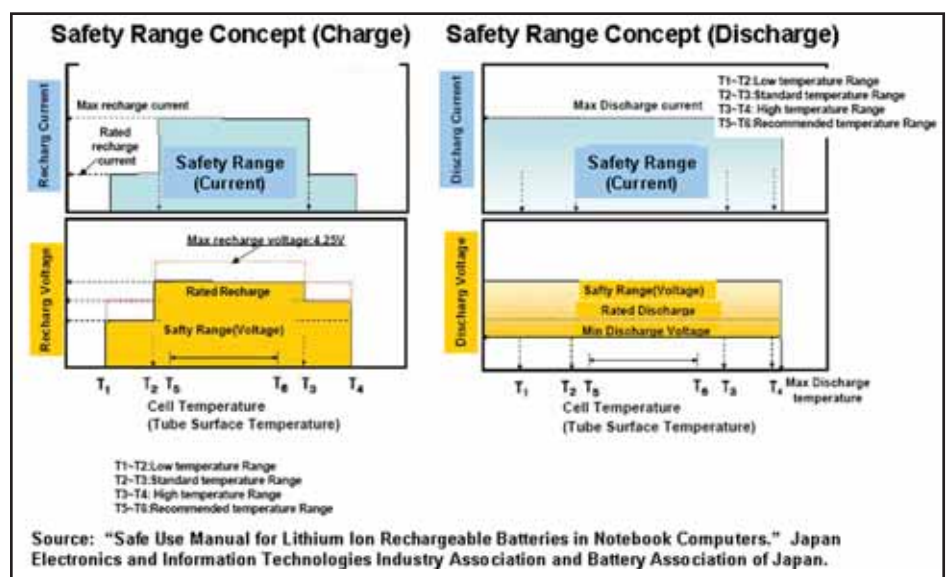 Safety Range Concept (Charge)
Recharg Current
Max recharge current
Rated
recharge
current
Safety Range
(Current)
Recharg Voltage
Max recharge voltage:4.25V
Rated Recharge
Safty Range(Voltage)
T1 T2 T5 T6 T3 T4
Cell Temperature
(Tube Surface Temperature)
T1~T2:Low temperature Range
T2~T3:Standard temperature Range
T3~T4: High temperature Range
T5~T6:Recommended temperature Range
Safety Range Concept (Discharge)
Discharg Current
T1~T2:Low temperature Range
T2~T3:Standard temperature Range
T3~T4: High temperature Range
T5~T6:Recommended temperature Range
Max Discharge current
Safety Range
(Current)
Discharg Voltage
Safty Range(Voltage)
Rated Discharge
Min Discharge Voltage
T1 T2 T5 T6 T3 T4
Max Discharge
temperature
Cell Temperature
(Tube Surface Temperature)
Source: “Safe Use Manual for Lithium Ion Rechargeable Batteries in Notebook Computers.” Japan
Electronics and Information Technologies Industry Association and Battery Association of Japan.